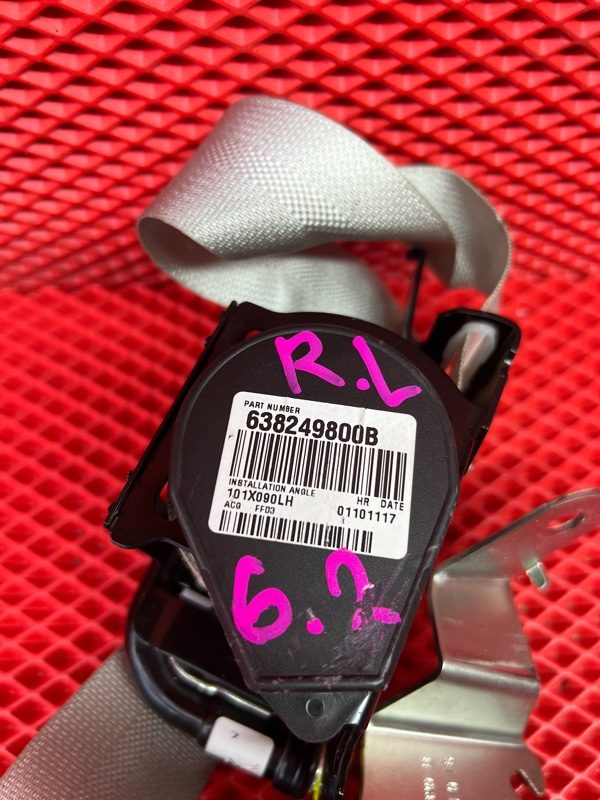 R.L
PART NUMBER
638249800B
INSTALLATION ANGLE
HR DATE
101X090LH
01101117
ACG FFD3
6.2